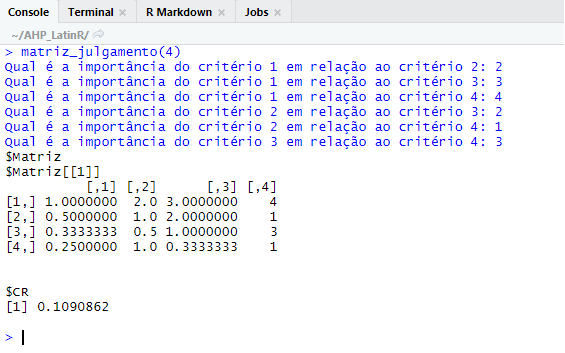 Console Terminal × R Markdown × Jobs ×
~/AHP_LatinR/
> matriz_julgamento(4)
Qual é a importância do critério 1 em relação ao critério 2: 2
Qual é a importância do critério 1 em relação ao critério 3: 3
Qual é a importância do critério 1 em relação ao critério 4: 4
Qual é a importância do critério 2 em relação ao critério 3: 2
Qual é a importância do critério 2 em relação ao critério 4: 1
Qual é a importância do critério 3 em relação ao critério 4: 3
$Matriz
$Matriz[[1]]
[,1] [,2] [,3] [,4]
[1,] 1.0000000 2.0 3.0000000 4
[2,] 0.5000000 1.0 2.0000000 1
[3,] 0.3333333 0.5 1.0000000 3
[4,] 0.2500000 1.0 0.3333333 1
$CR
[1] 0.1090862
>